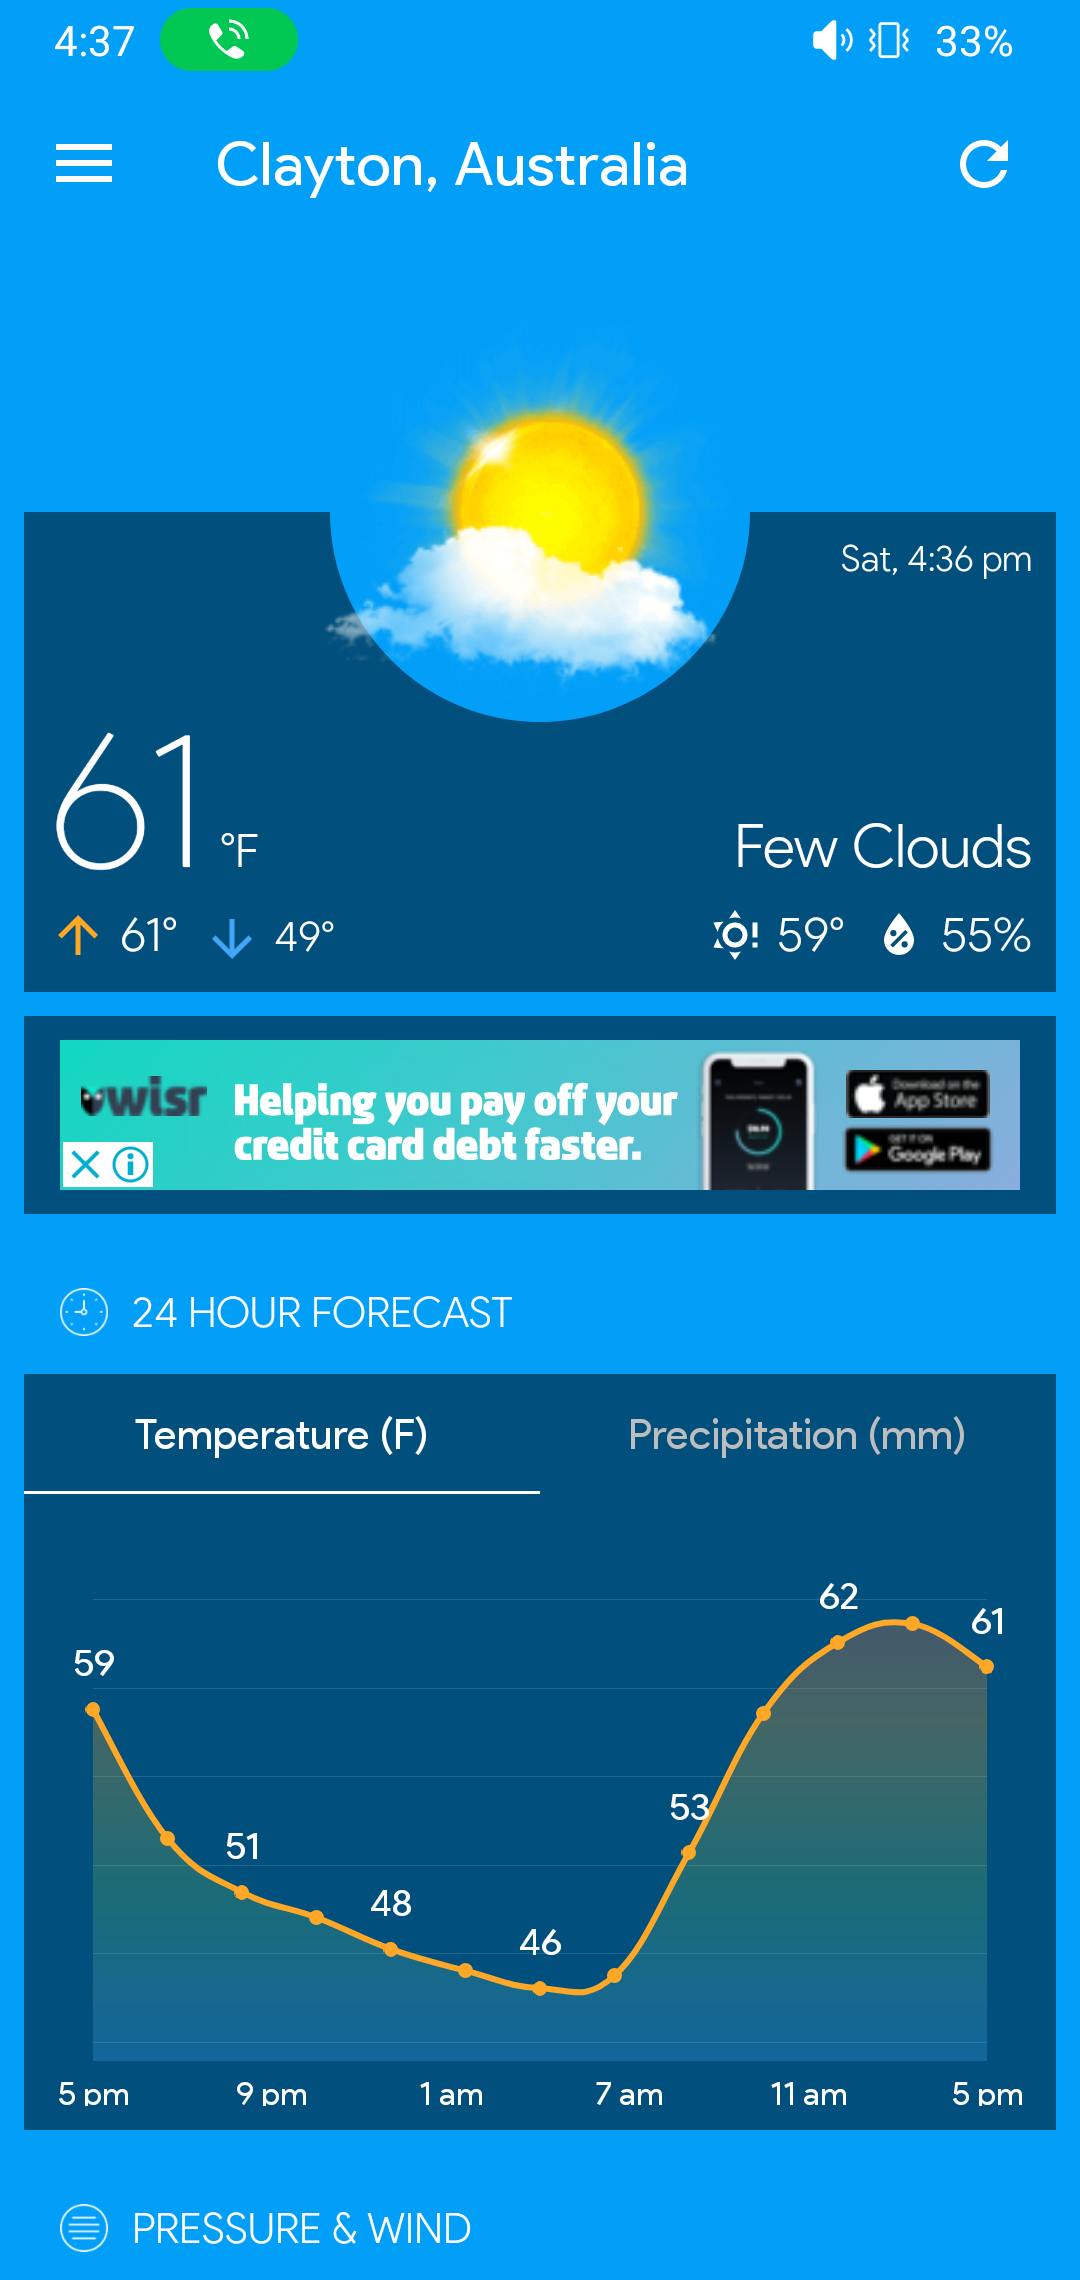 4:37
33%
Clayton, Australia
Sat, 4:36 pm
61 °F
Few Clouds
61° 49°
59° 55%
wisr
Helping you pay off your
credit card debt faster.
Download on the
App Store
GET IT ON
Google Play
24 HOUR FORECAST
Temperature (F)
Precipitation (mm)
62
61
59
53
51
48
46
5 pm 9 pm 1 am 7 am 11 am 5 pm
PRESSURE & WIND